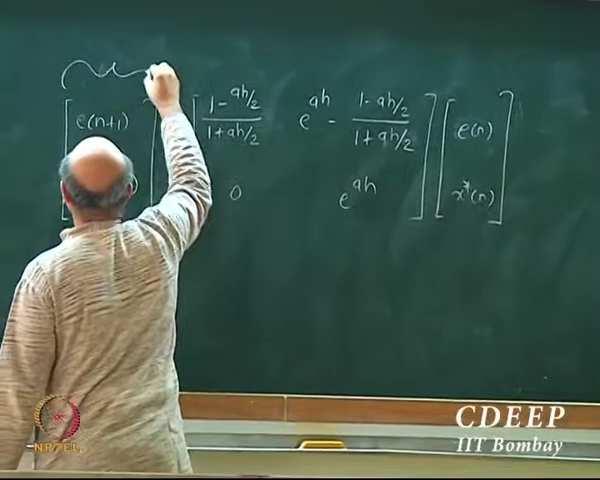 e(n+1) 1-ah/2 / 1+ah/2 e^ah - 1-ah/2 / 1+ah/2 e(n)
0 e^ah x*(n)
CDEEP
IIT Bombay
NPTEL